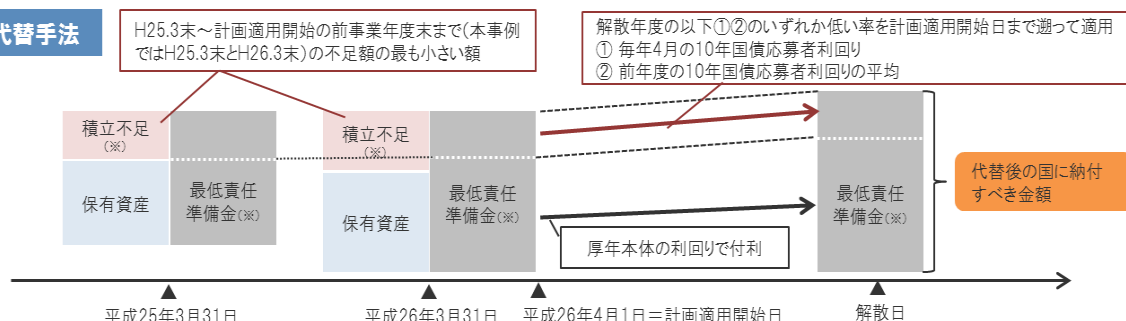 代替手法
H25.3末～計画適用開始の前事業年度末まで(本事例
ではH25.3末とH26.3末)の不足額の最も小さい額
解散年度の以下①②のいずれか低い率を計画適用開始日まで遡って適用
① 毎年4月の10年国債応募者利回り
② 前年度の10年国債応募者利回りの平均
積立不足
(※)
保有資産
最低責任
準備金(※)
積立不足
(※)
保有資産
最低責任
準備金(※)
厚年本体の利回りで付利
最低責任
準備金(※)
代替後の国に納付
すべき金額
平成25年3月31日
平成26年3月31日
平成26年4月1日＝計画適用開始日
解散日